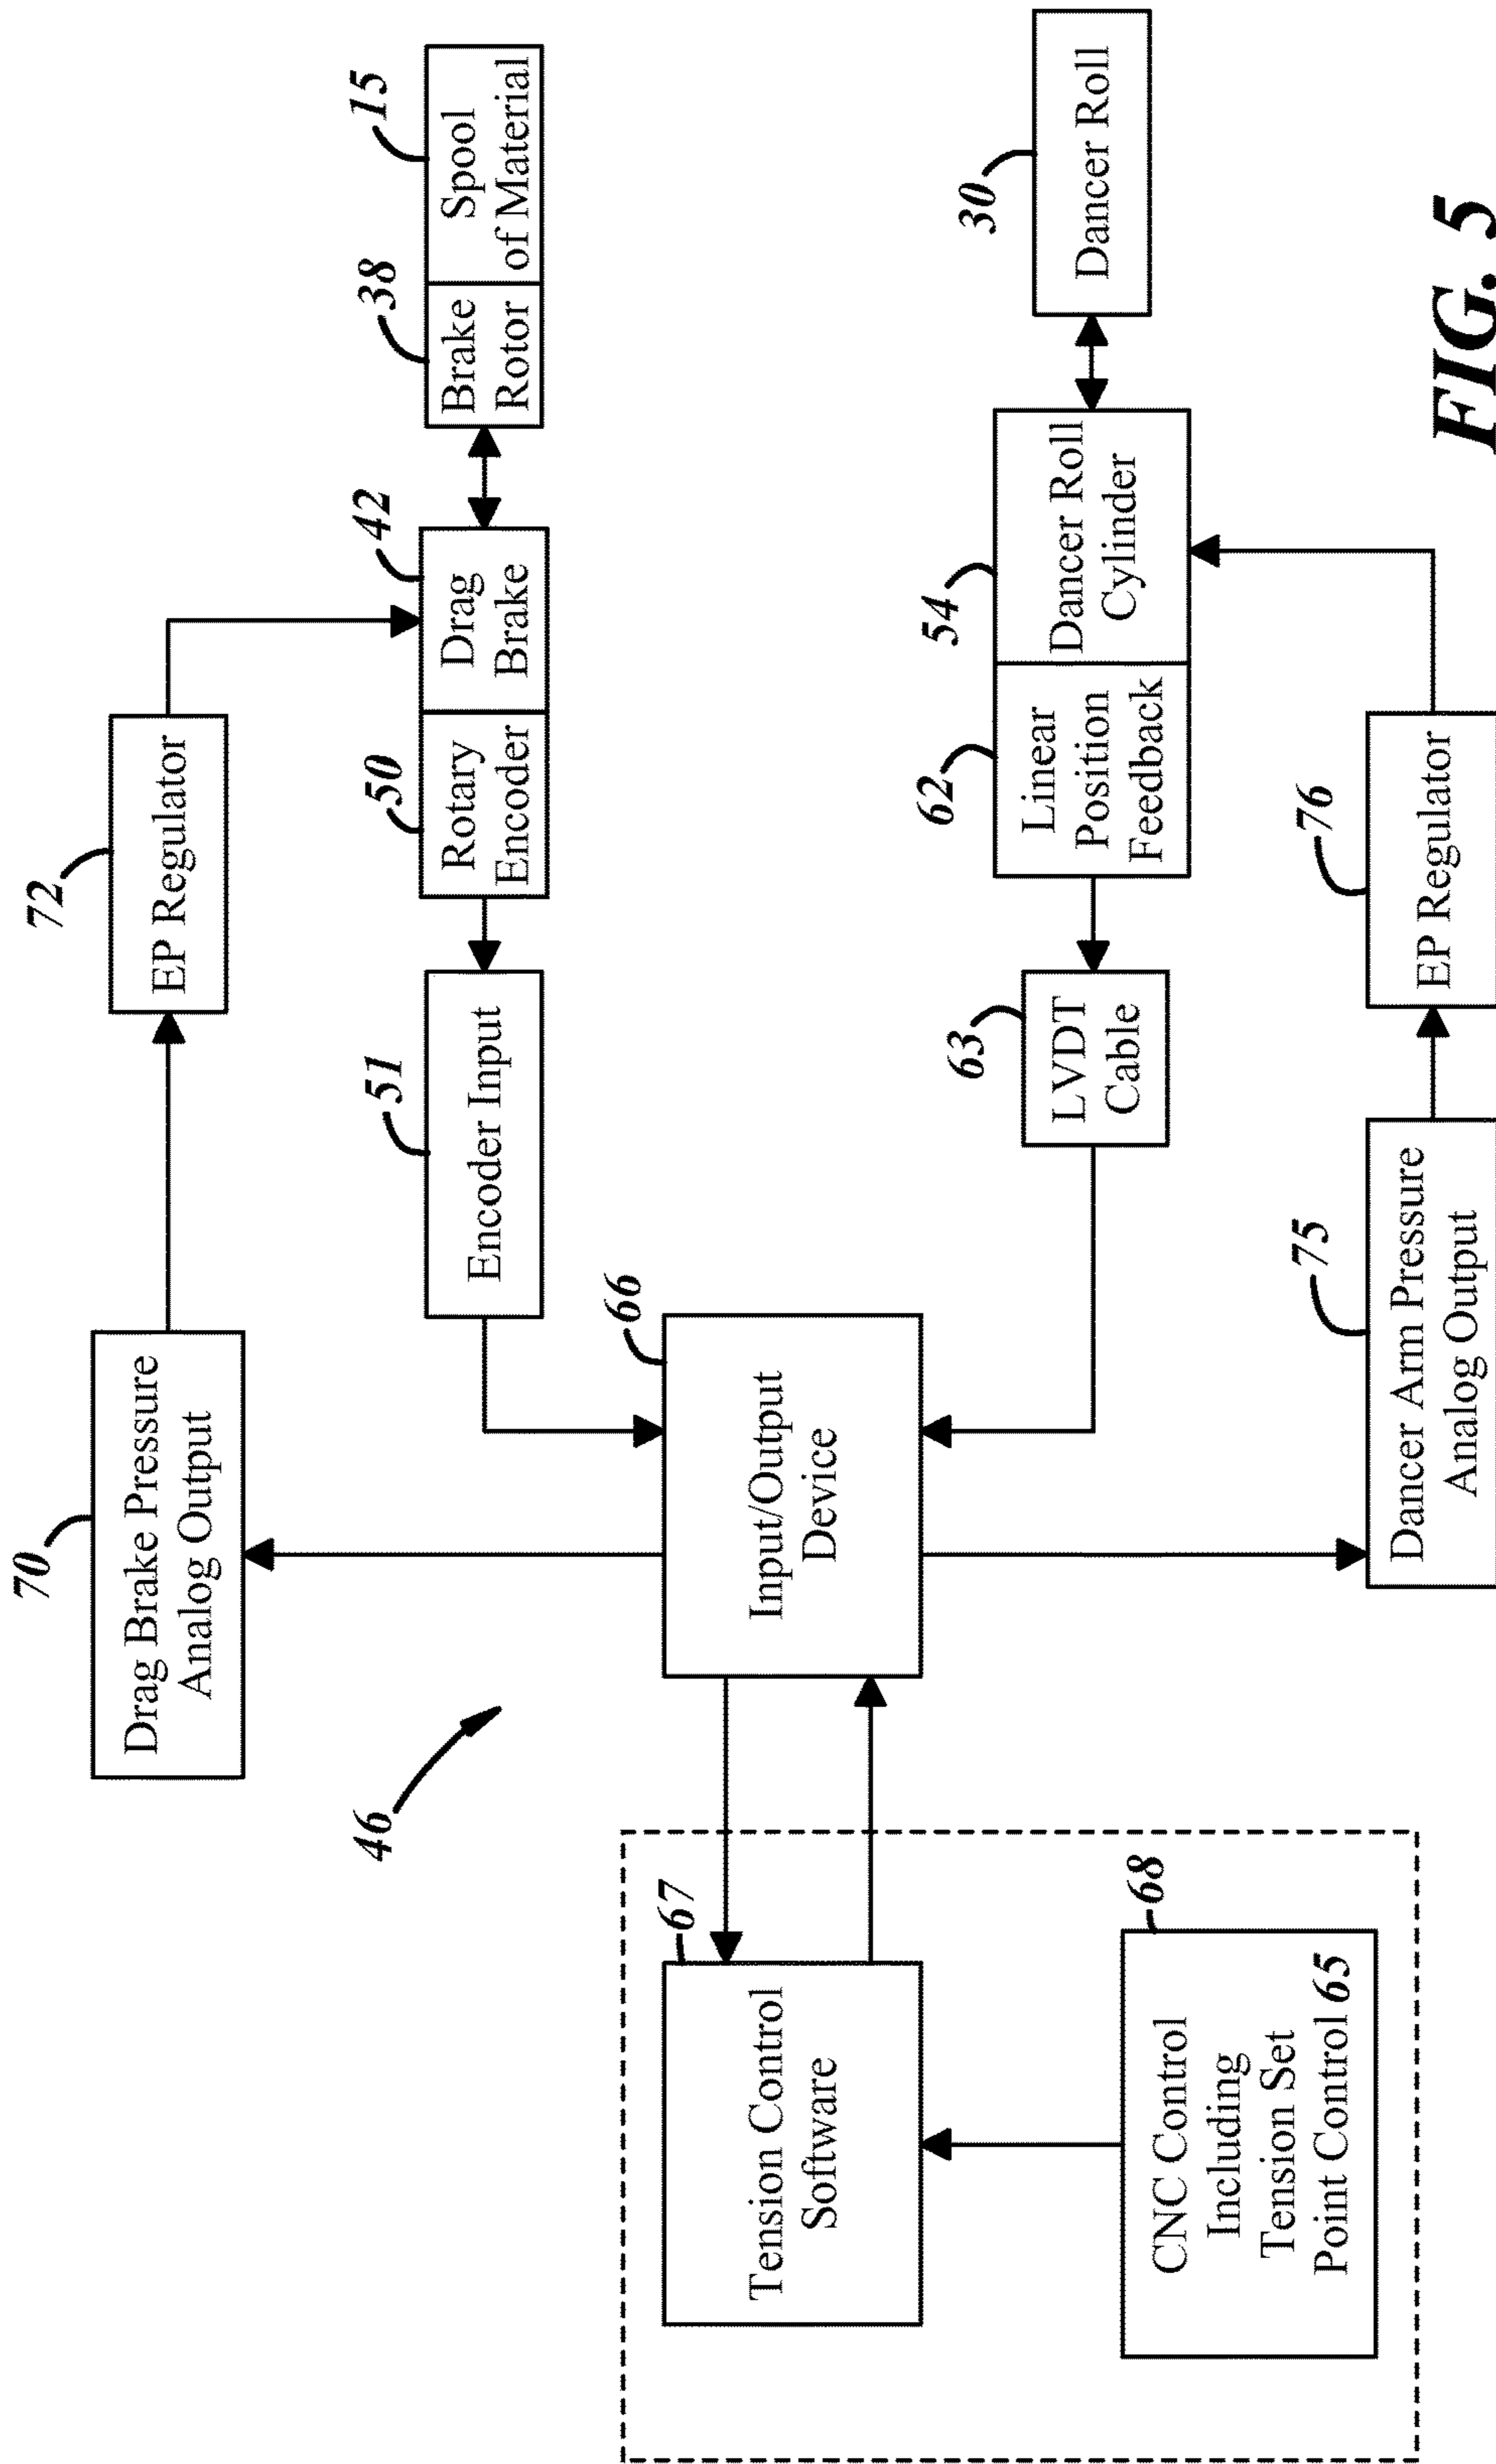 70
Drag Brake Pressure
Analog Output
72
EP Regulator
46
51
Encoder Input
50
Rotary
Encoder
42
Drag
Brake
38
Brake
Rotor
15
Spool
of Material
67
Tension Control
Software
66
Input/Output
Device
68
CNC Control
Including
Tension Set
Point Control 65
63
LVDT
Cable
62
Linear
Position
Feedback
54
Dancer Roll
Cylinder
30
Dancer Roll
75
Dancer Arm Pressure
Analog Output
76
EP Regulator
FIG. 5